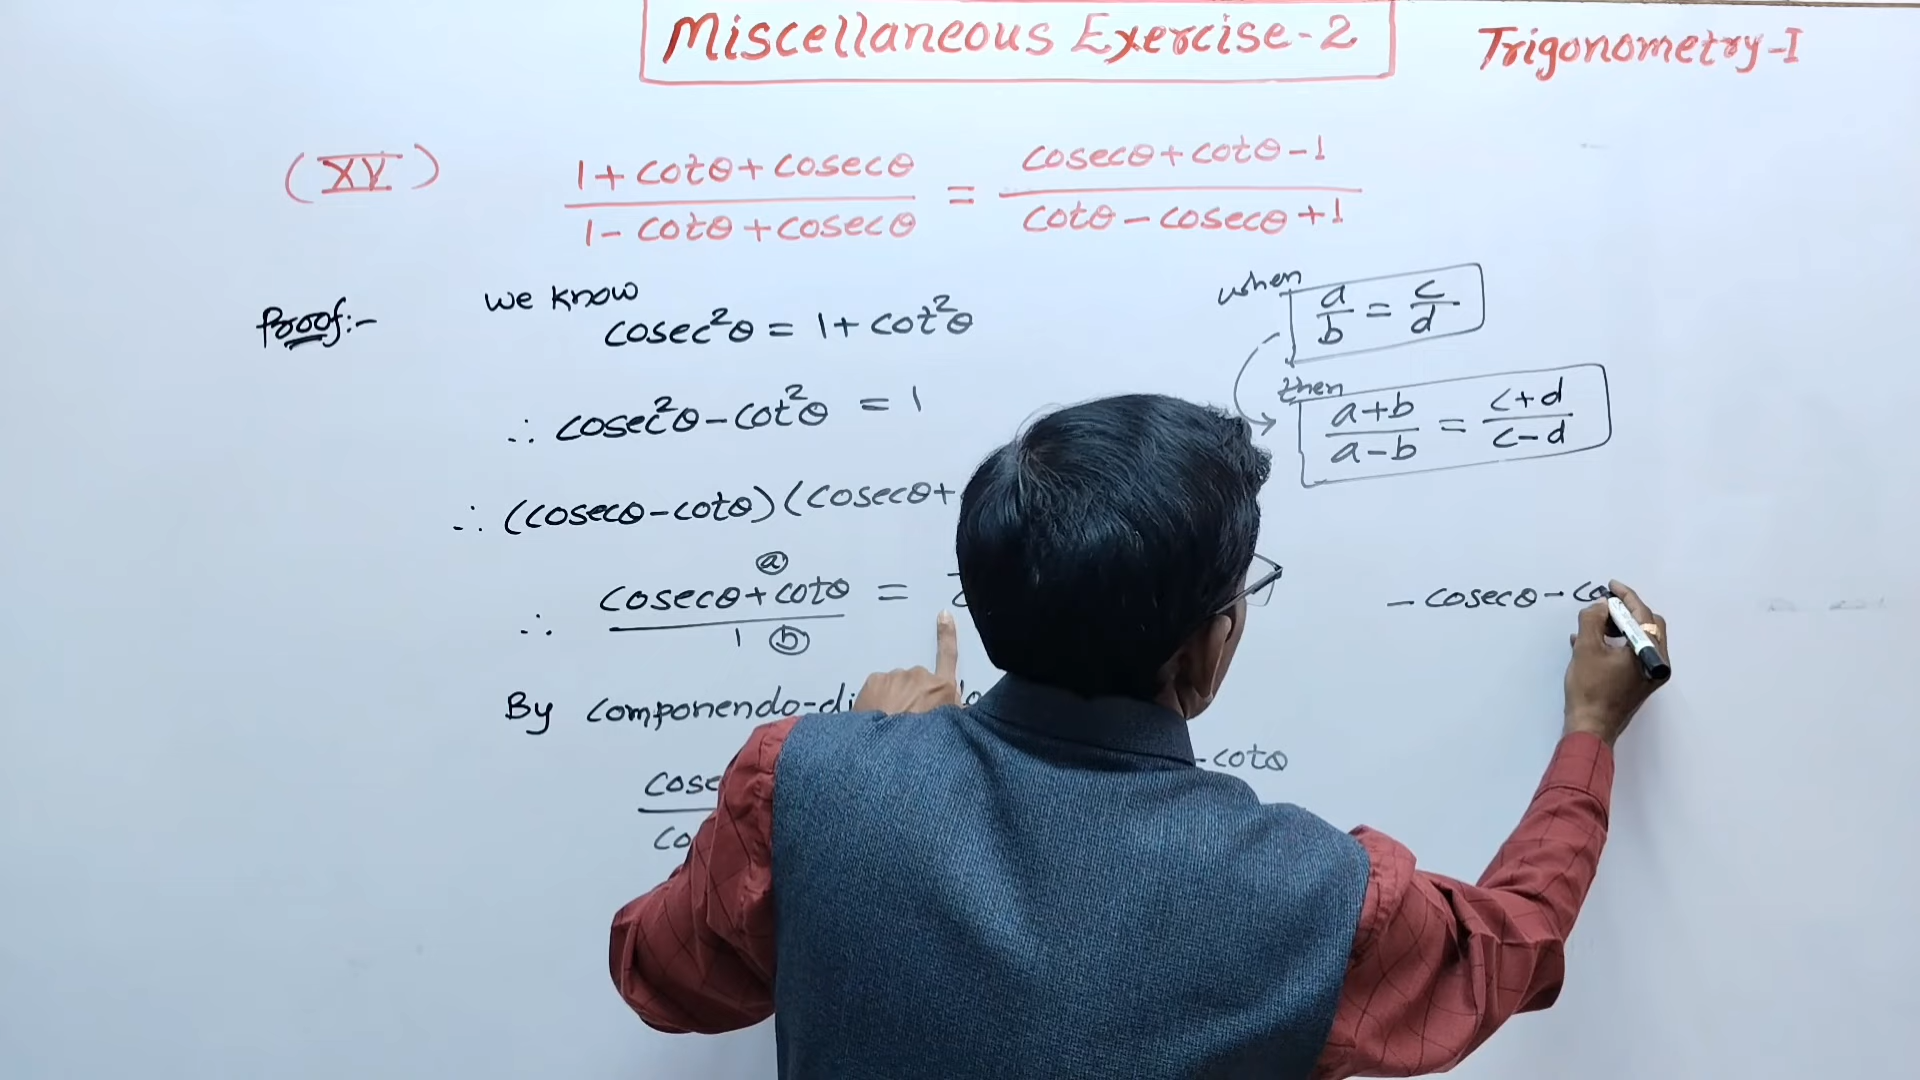 Miscellaneous Exercise-2
Trigonometry-I
(XV) (1+cotθ+cosecθ)/(1-cotθ+cosecθ) = (cosecθ+cotθ-1)/(cotθ-cosecθ+1)
Proof:- we know
cosec²θ = 1+cot²θ
∴ cosec²θ-cot²θ = 1
∴ (cosecθ-cotθ)(cosecθ+
∴ (cosecθ+cotθ)/1 =
ⓐ
ⓑ
By componendo-di
-cotθ
when a/b = c/d
then (a+b)/(a-b) = (c+d)/(c-d)
-cosecθ-co